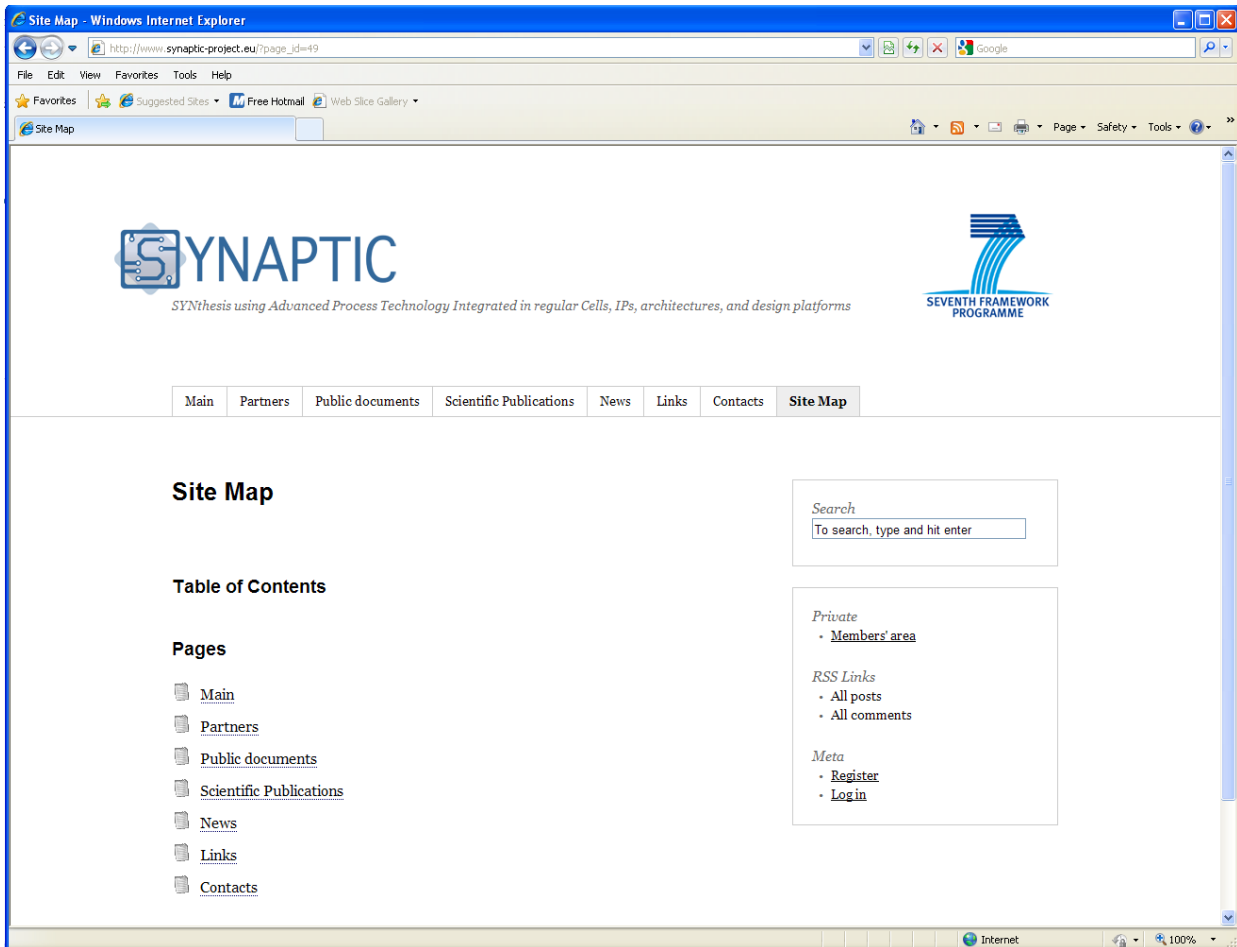 Site Map - Windows Internet Explorer
http://www.synaptic-project.eu/?page_id=49
Google
File Edit View Favorites Tools Help
Favorites Suggested Sites Free Hotmail Web Slice Gallery
Site Map
Page Safety Tools »
SYNAPTIC
SYNthesis using Advanced Process Technology Integrated in regular Cells, IPs, architectures, and design platforms
SEVENTH FRAMEWORK
PROGRAMME
Main Partners Public documents Scientific Publications News Links Contacts Site Map
Site Map
Table of Contents
Pages
Main
Partners
Public documents
Scientific Publications
News
Links
Contacts
Search
To search, type and hit enter
Private
• Members' area
RSS Links
• All posts
• All comments
Meta
• Register
• Log in
Internet
100%